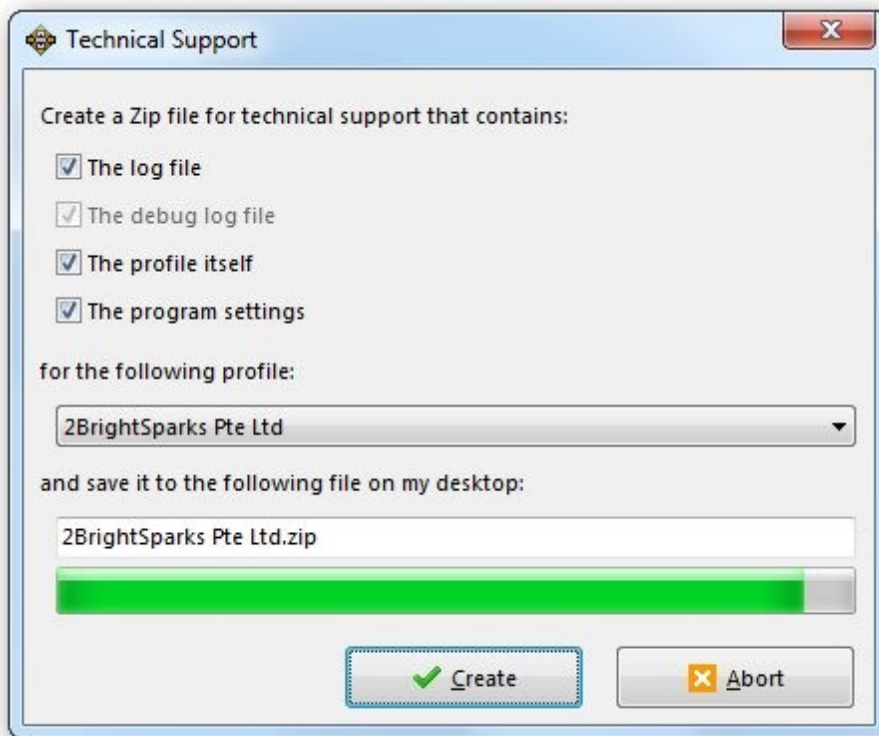 Technical Support
Create a Zip file for technical support that contains:
The log file
The debug log file
The profile itself
The program settings
for the following profile:
2BrightSparks Pte Ltd
and save it to the following file on my desktop:
2BrightSparks Pte Ltd.zip
Create Abort